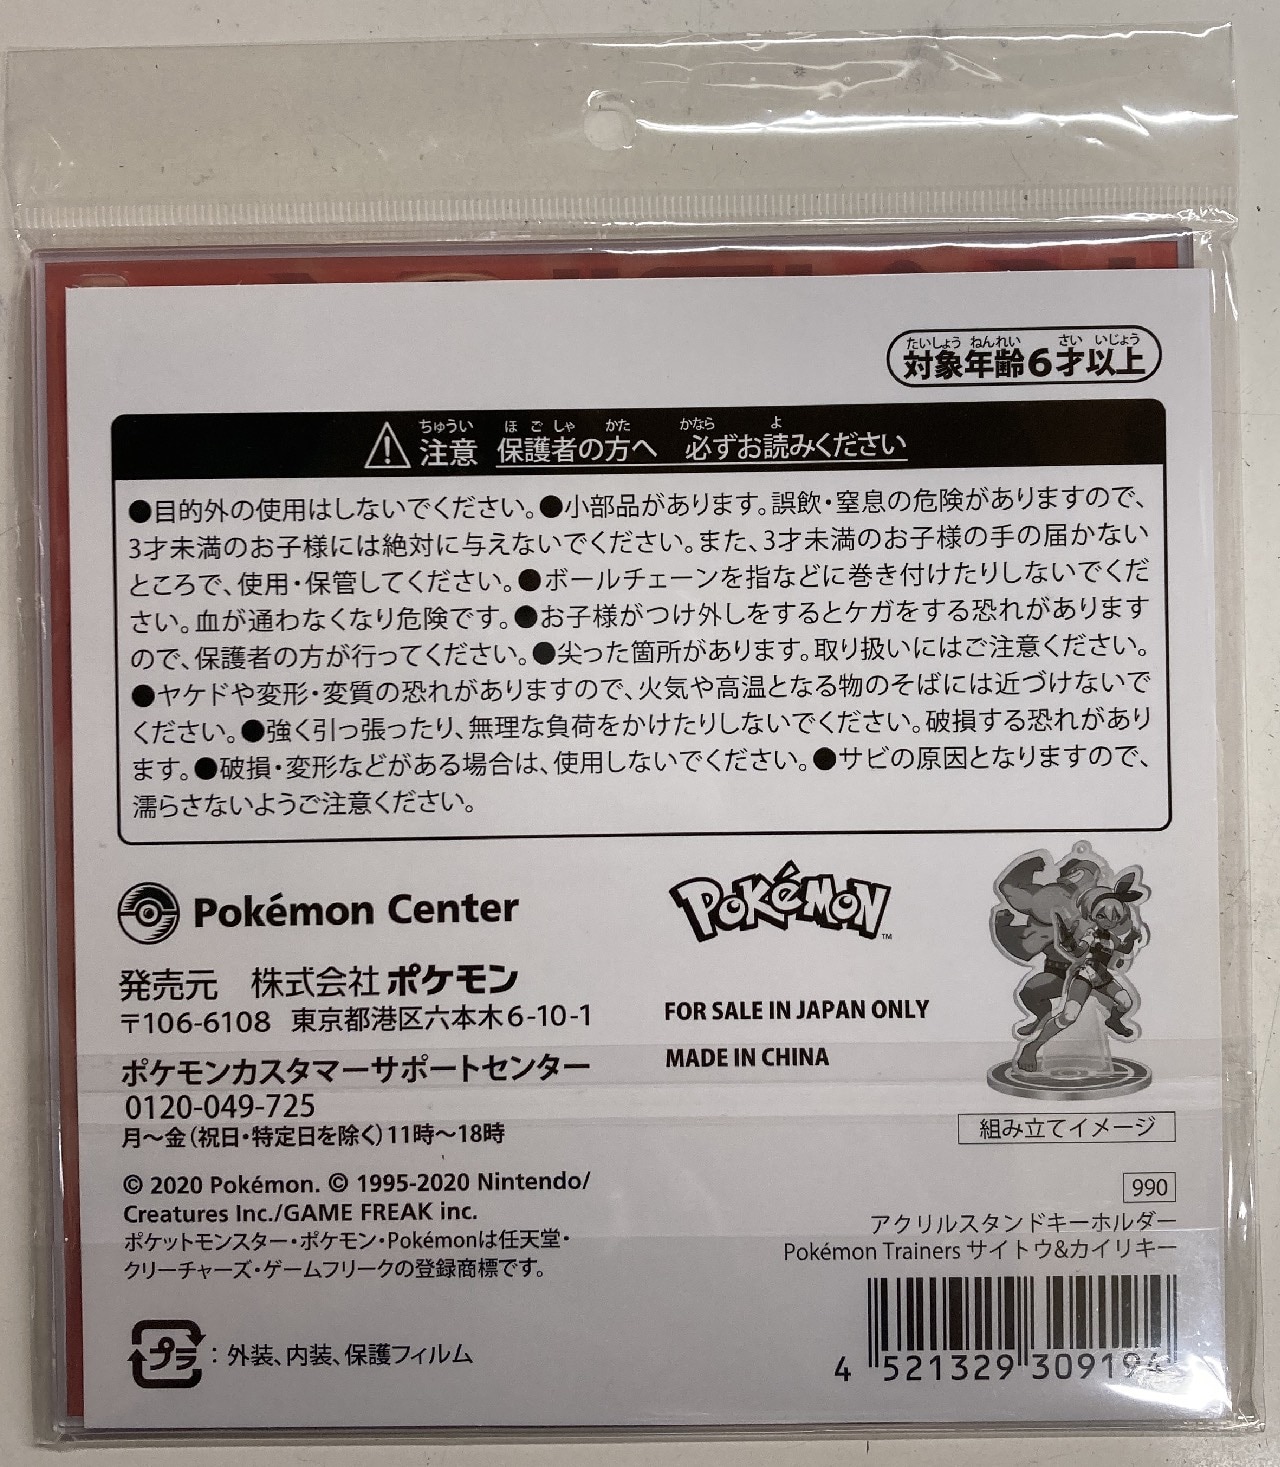 たいしょう ねんれい さい いじょう
対象年齢6才以上
ちゅうい ほごしゃ かた かなら よ
注意 保護者の方へ 必ずお読みください
●目的外の使用はしないでください。●小部品があります。誤飲・窒息の危険がありますので、
3才未満のお子様には絶対に与えないでください。また、3才未満のお子様の手の届かない
ところで、使用・保管してください。●ボールチェーンを指などに巻き付けたりしないでくだ
さい。血が通わなくなり危険です。●お子様がつけ外しをするとケガをする恐れがあります
ので、保護者の方が行ってください。●尖った箇所があります。取り扱いにはご注意ください。
●ヤケドや変形・変質の恐れがありますので、火気や高温となる物のそばには近づけないで
ください。●強く引っ張ったり、無理な負荷をかけたりしないでください。破損する恐れがあり
ます。●破損・変形などがある場合は、使用しないでください。●サビの原因となりますので、
濡らさないようご注意ください。
Pokémon Center
発売元 株式会社ポケモン
〒106-6108 東京都港区六本木6-10-1
ポケモンカスタマーサポートセンター
0120-049-725
月～金(祝日・特定日を除く)11時～18時
© 2020 Pokémon. © 1995-2020 Nintendo/
Creatures Inc./GAME FREAK inc.
ポケットモンスター・ポケモン・Pokémonは任天堂・
クリーチャーズ・ゲームフリークの登録商標です。
プラ:外装、内装、保護フィルム
POKéMON™
FOR SALE IN JAPAN ONLY
MADE IN CHINA
組み立てイメージ
990
アクリルスタンドキーホルダー
Pokémon Trainers サイトウ&カイリキー
4 521329 309194